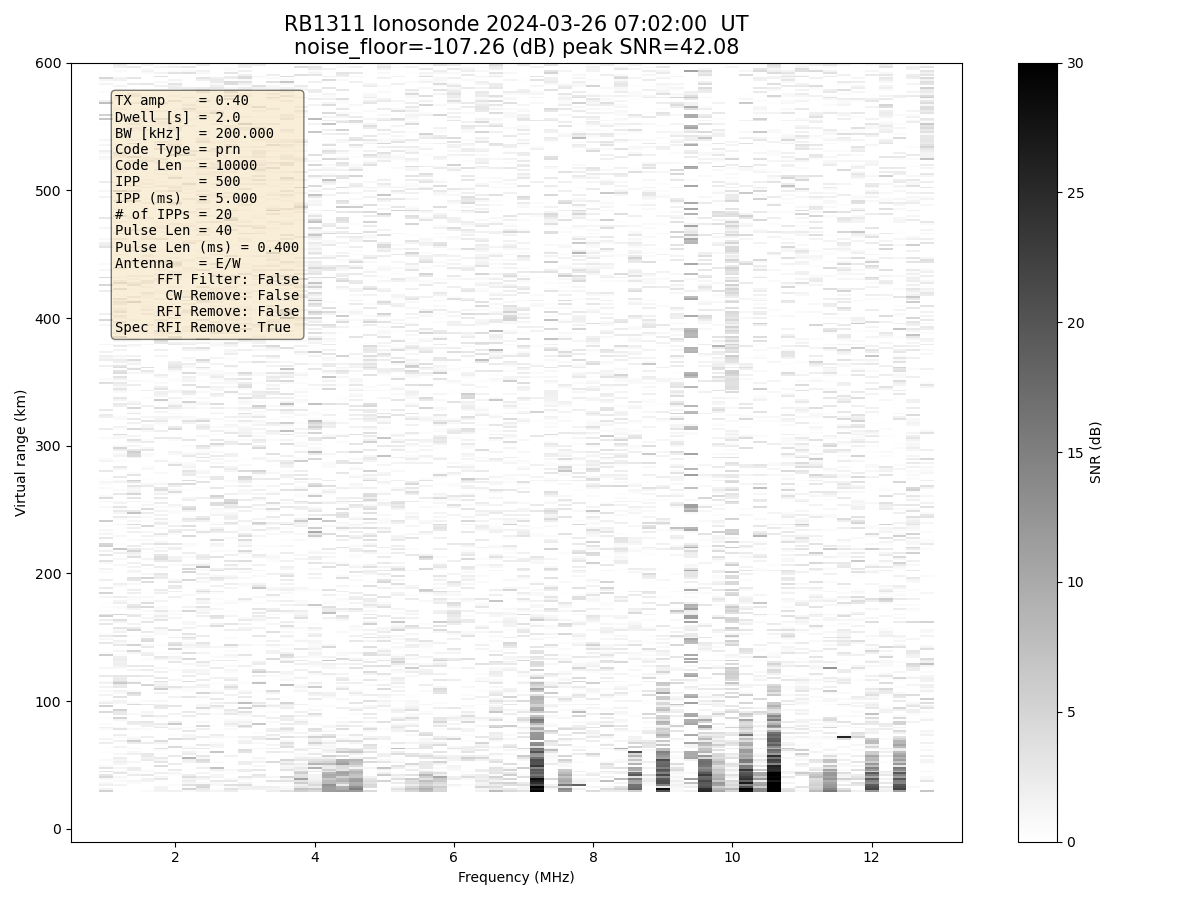 RB1311 Ionosonde 2024-03-26 07:02:00  UT
noise_floor=-107.26 (dB) peak SNR=42.08
TX amp    = 0.40
Dwell [s] = 2.0
BW [kHz]  = 200.000
Code Type = prn
Code Len  = 10000
IPP       = 500
IPP (ms)  = 5.000
# of IPPs = 20
Pulse Len = 40
Pulse Len (ms) = 0.400
Antenna   = E/W
FFT Filter: False
CW Remove: False
RFI Remove: False
Spec RFI Remove: True
Virtual range (km)
600
500
400
300
200
100
0
2 4 6 8 10 12
Frequency (MHz)
30
25
20
15
10
5
0
SNR (dB)